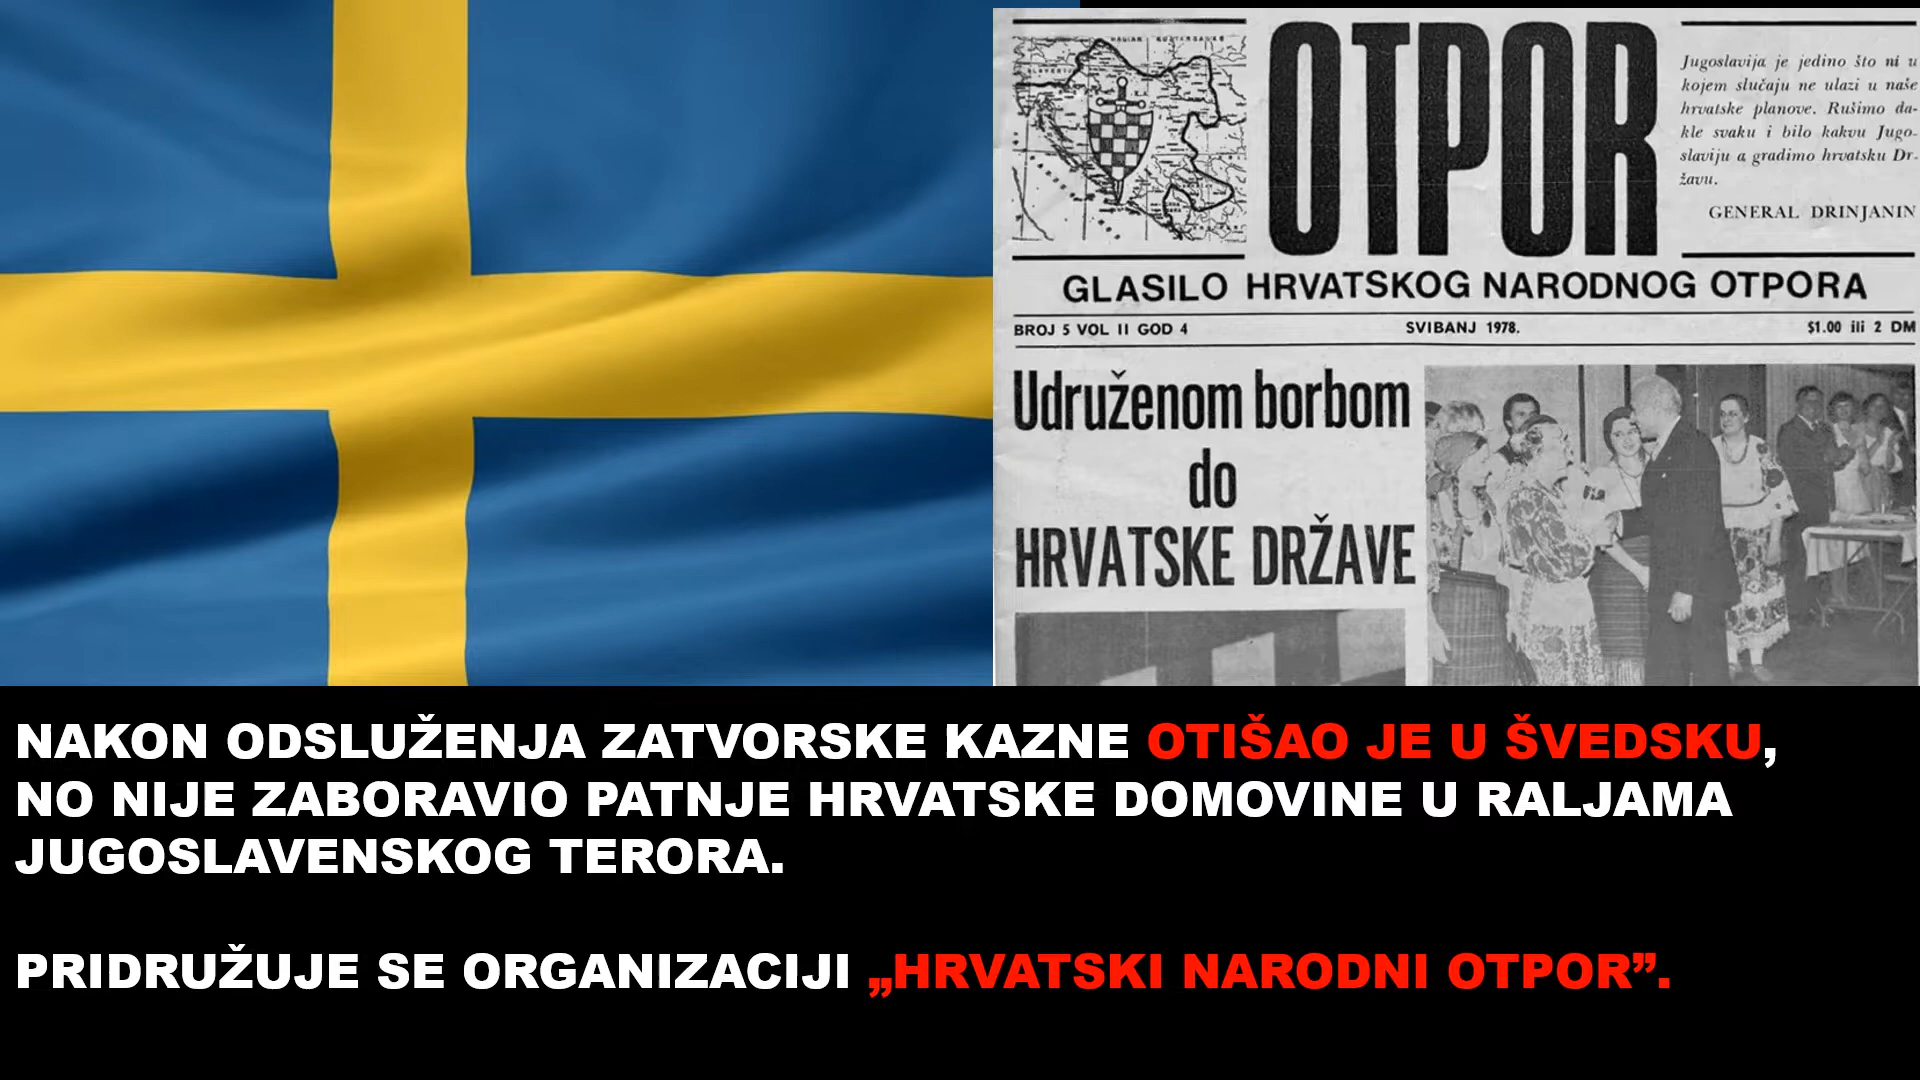 OTPOR
Jugoslavija je jedino što ni u
kojem slučaju ne ulazi u naše
hrvatske planove. Rušimo da-
kle svaku i bilo kakvu Jugo-
slaviju a gradimo hrvatsku Dr-
žavu.
GENERAL DRINJANIN
GLASILO HRVATSKOG NARODNOG OTPORA
BROJ 5 VOL II GOD 4
SVIBANJ 1978.
$1.00 ili 2 DM
Udruženom borbom
do
HRVATSKE DRŽAVE
NAKON ODSLUŽENJA ZATVORSKE KAZNE OTIŠAO JE U ŠVEDSKU,
NO NIJE ZABORAVIO PATNJE HRVATSKE DOMOVINE U RALJAMA
JUGOSLAVENSKOG TERORA.
PRIDRUŽUJE SE ORGANIZACIJI „HRVATSKI NARODNI OTPOR”.